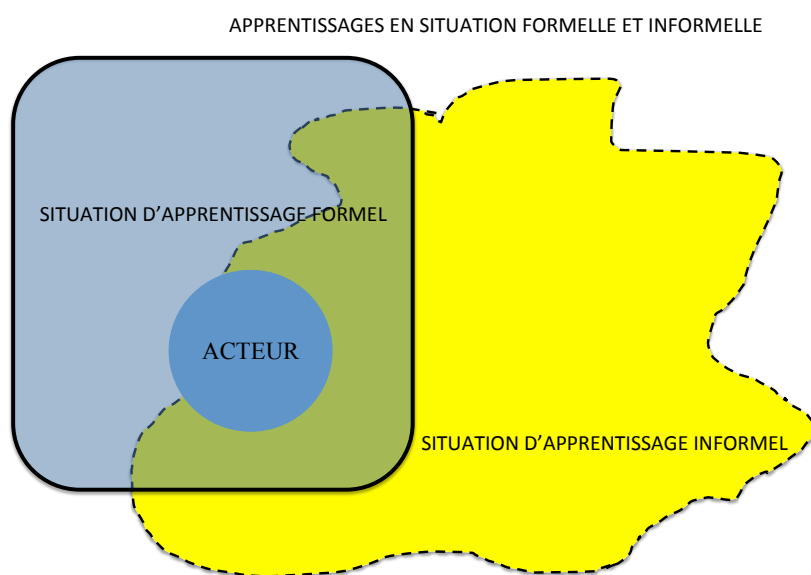 APPRENTISSAGES EN SITUATION FORMELLE ET INFORMELLE
SITUATION D’APPRENTISSAGE FORMEL
ACTEUR
SITUATION D’APPRENTISSAGE INFORMEL